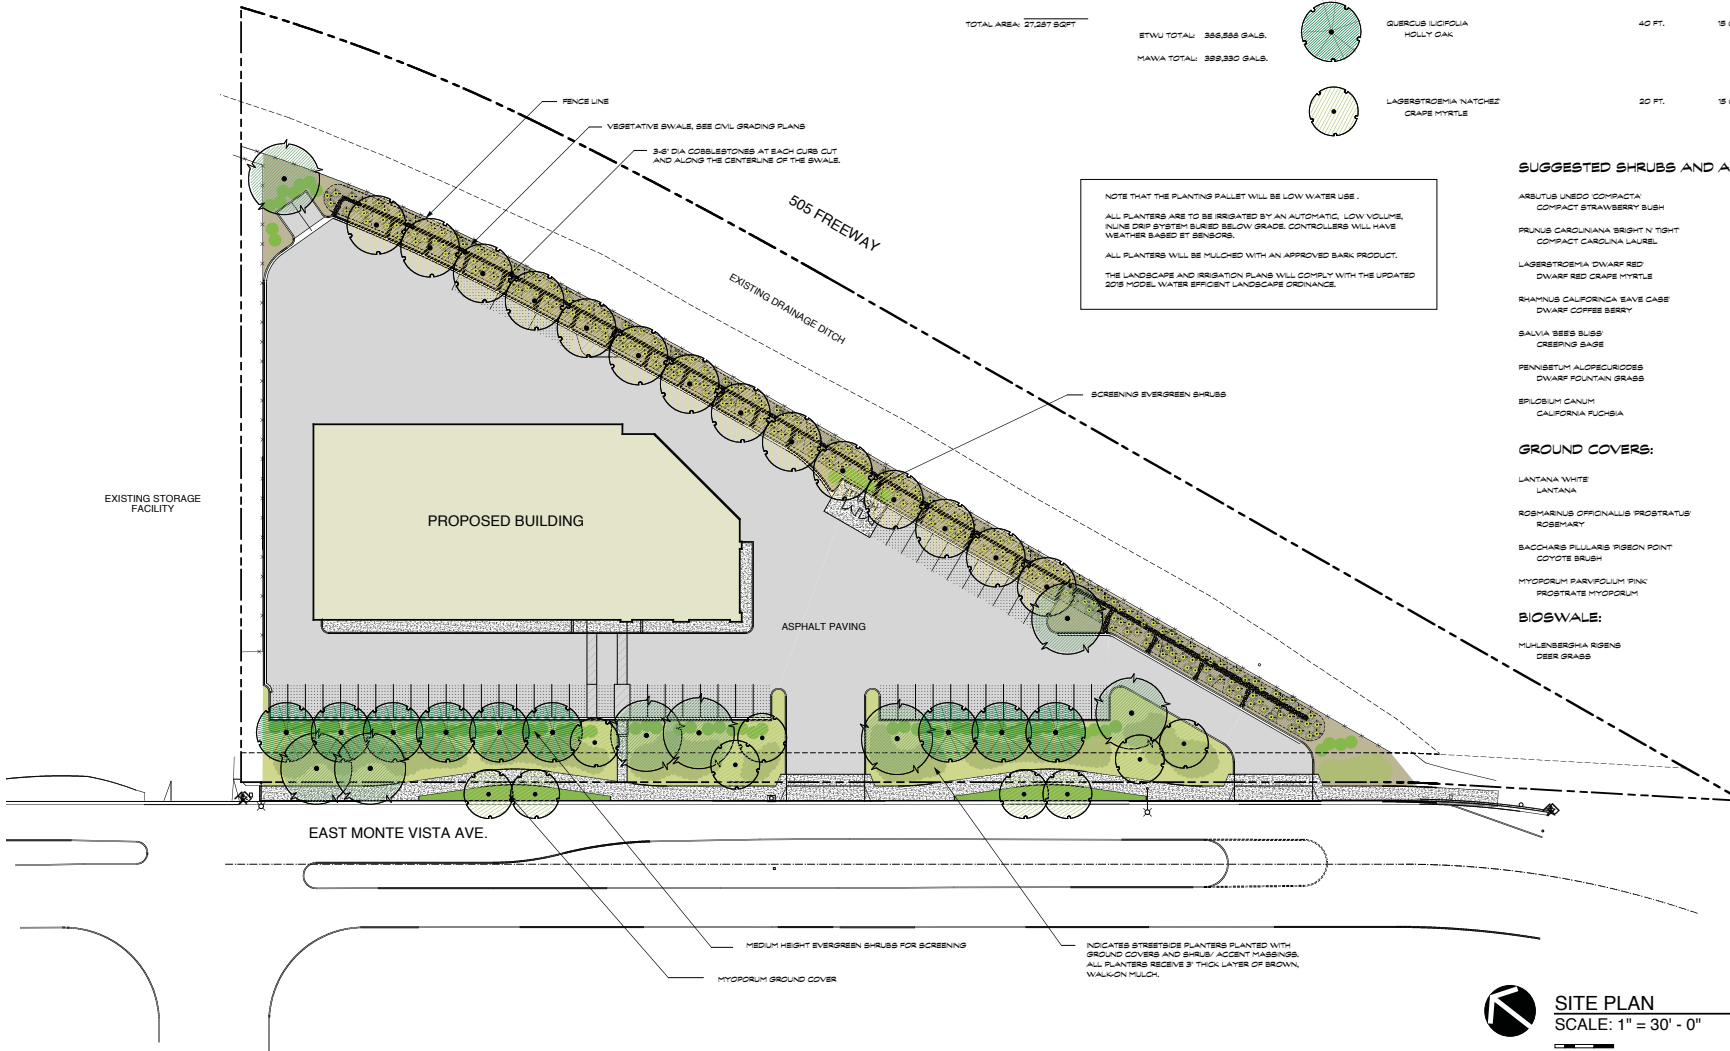 TOTAL AREA: 27,287 SQFT
ETWU TOTAL: 386,588 GALS.
MAWA TOTAL: 399,330 GALS.
QUERCUS ILICIFOLIA
HOLLY OAK
40 FT.
15
LAGERSTROEMIA 'NATCHEZ'
CRAPE MYRTLE
20 FT.
15
FENCE LINE
VEGETATIVE SWALE, SEE CIVIL GRADING PLANS
3-6" DIA COBBLESTONES AT EACH CURB CUT
AND ALONG THE CENTERLINE OF THE SWALE.
505 FREEWAY
EXISTING DRAINAGE DITCH
NOTE THAT THE PLANTING PALLET WILL BE LOW WATER USE .
ALL PLANTERS ARE TO BE IRRIGATED BY AN AUTOMATIC, LOW VOLUME,
INLINE DRIP SYSTEM BURIED BELOW GRADE. CONTROLLERS WILL HAVE
WEATHER BASED ET SENSORS.
ALL PLANTERS WILL BE MULCHED WITH AN APPROVED BARK PRODUCT.
THE LANDSCAPE AND IRRIGATION PLANS WILL COMPLY WITH THE UPDATED
2015 MODEL WATER EFFICIENT LANDSCAPE ORDINANCE.
SCREENING EVERGREEN SHRUBS
SUGGESTED SHRUBS AND A
ARBUTUS UNEDO 'COMPACTA'
COMPACT STRAWBERRY BUSH
PRUNUS CAROLINIANA 'BRIGHT N' TIGHT'
COMPACT CAROLINA LAUREL
LAGERSTROEMIA 'DWARF RED'
DWARF RED CRAPE MYRTLE
RHAMNUS CALIFORINCA 'EAVE CASE'
DWARF COFFEE BERRY
SALVIA 'BEE'S BLISS'
CREEPING SAGE
PENNISETUM ALOPECURIODES
DWARF FOUNTAIN GRASS
EPILOBIUM CANUM
CALIFORNIA FUCHSIA
GROUND COVERS:
LANTANA 'WHITE'
LANTANA
ROSMARINUS OFFICINALLIS 'PROSTRATUS'
ROSEMARY
BACCHARIS PILULARIS 'PIGEON POINT'
COYOTE BRUSH
MYOPORUM PARVIFOLIUM 'PINK'
PROSTRATE MYOPORUM
BIOSWALE:
MUHLENBERGHIA RIGENS
DEER GRASS
EXISTING STORAGE
FACILITY
PROPOSED BUILDING
ASPHALT PAVING
EAST MONTE VISTA AVE.
MEDIUM HEIGHT EVERGREEN SHRUBS FOR SCREENING
MYOPORUM GROUND COVER
INDICATES STREETSIDE PLANTERS PLANTED WITH
GROUND COVERS AND SHRUB/ ACCENT MASSINGS.
ALL PLANTERS RECEIVE 3" THICK LAYER OF BROWN,
WALK-ON MULCH.
SITE PLAN
SCALE: 1" = 30' - 0"